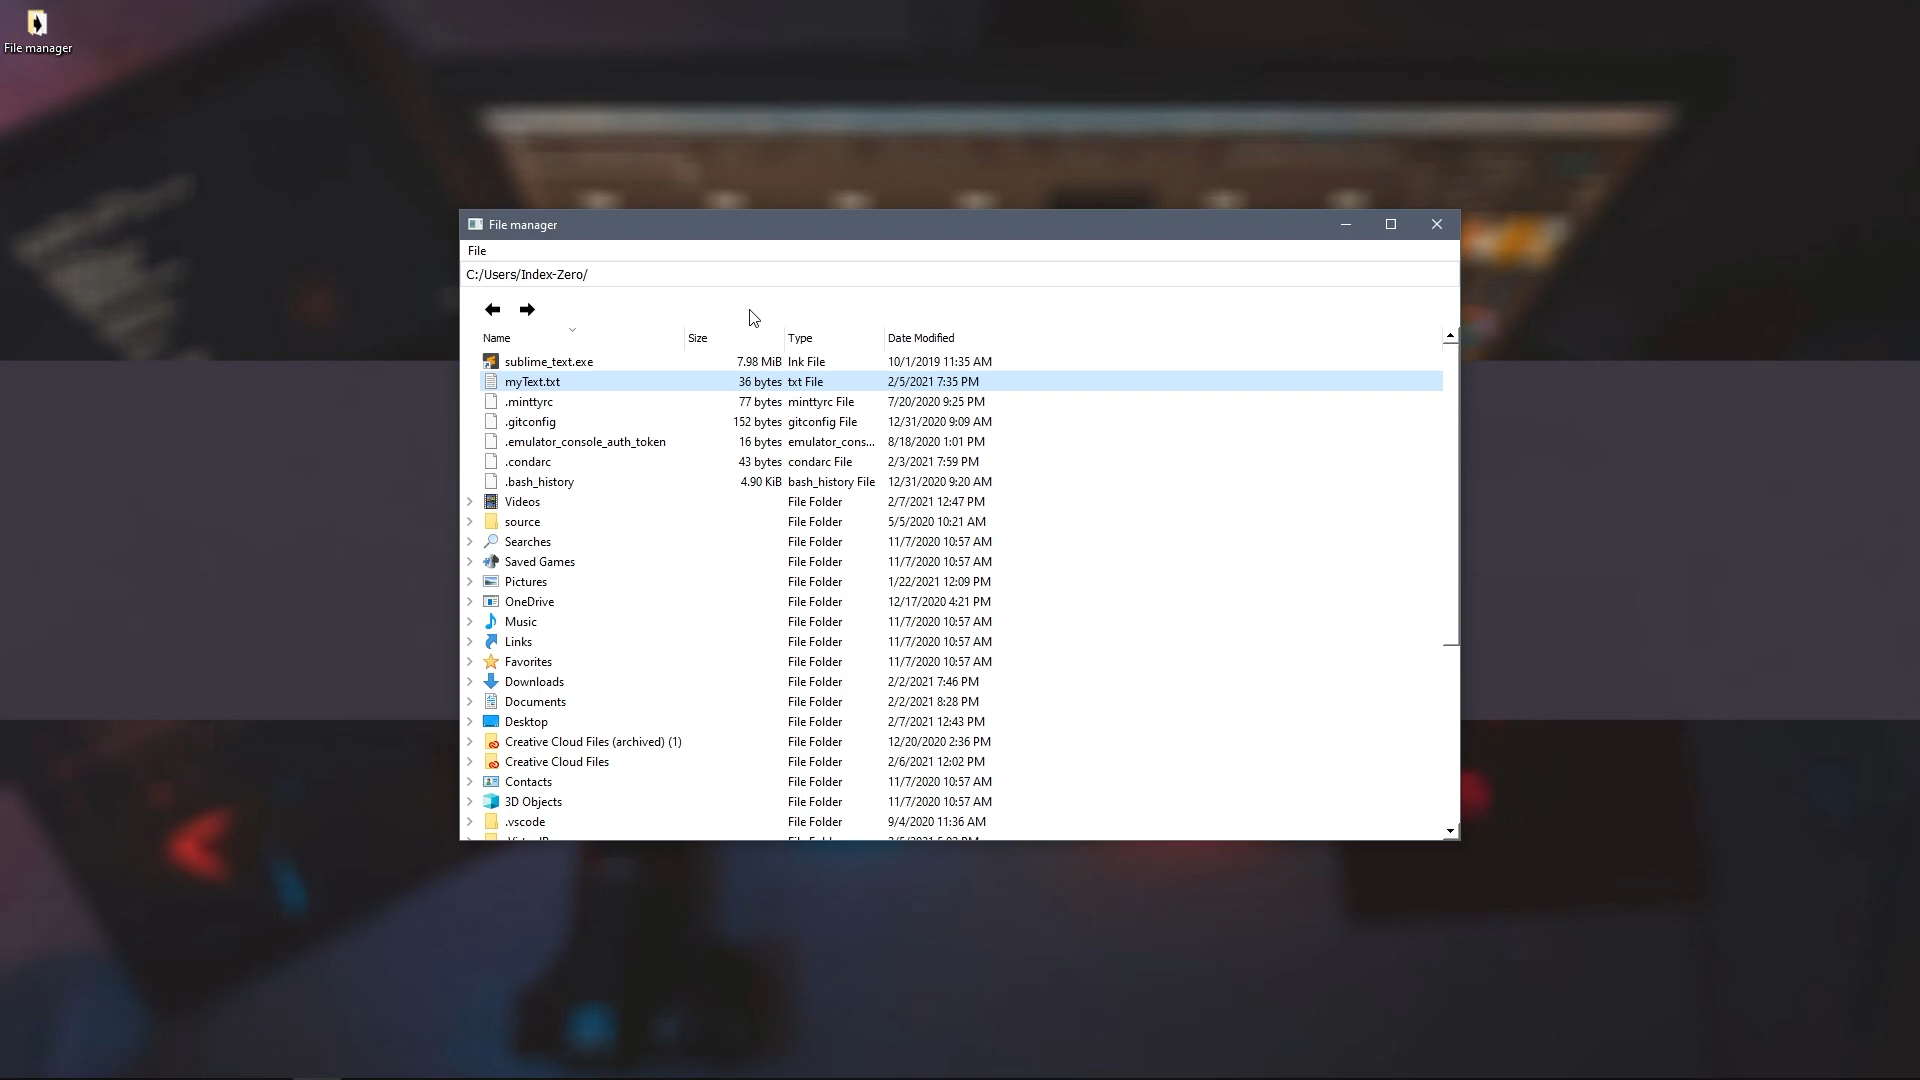 File manager
File manager
File
C:/Users/Index-Zero/
Name Size Type Date Modified
sublime_text.exe 7.98 MiB lnk File 10/1/2019 11:35 AM
myText.txt 36 bytes txt File 2/5/2021 7:35 PM
.minttyrc 77 bytes minttyrc File 7/20/2020 9:25 PM
.gitconfig 152 bytes gitconfig File 12/31/2020 9:09 AM
.emulator_console_auth_token 16 bytes emulator_cons... 8/18/2020 1:01 PM
.condarc 43 bytes condarc File 2/3/2021 7:59 PM
.bash_history 4.90 KiB bash_history File 12/31/2020 9:20 AM
Videos File Folder 2/7/2021 12:47 PM
source File Folder 5/5/2020 10:21 AM
Searches File Folder 11/7/2020 10:57 AM
Saved Games File Folder 11/7/2020 10:57 AM
Pictures File Folder 1/22/2021 12:09 PM
OneDrive File Folder 12/17/2020 4:21 PM
Music File Folder 11/7/2020 10:57 AM
Links File Folder 11/7/2020 10:57 AM
Favorites File Folder 11/7/2020 10:57 AM
Downloads File Folder 2/2/2021 7:46 PM
Documents File Folder 2/2/2021 8:28 PM
Desktop File Folder 2/7/2021 12:43 PM
Creative Cloud Files (archived) (1) File Folder 12/20/2020 2:36 PM
Creative Cloud Files File Folder 2/6/2021 12:02 PM
Contacts File Folder 11/7/2020 10:57 AM
3D Objects File Folder 11/7/2020 10:57 AM
.vscode File Folder 9/4/2020 11:36 AM